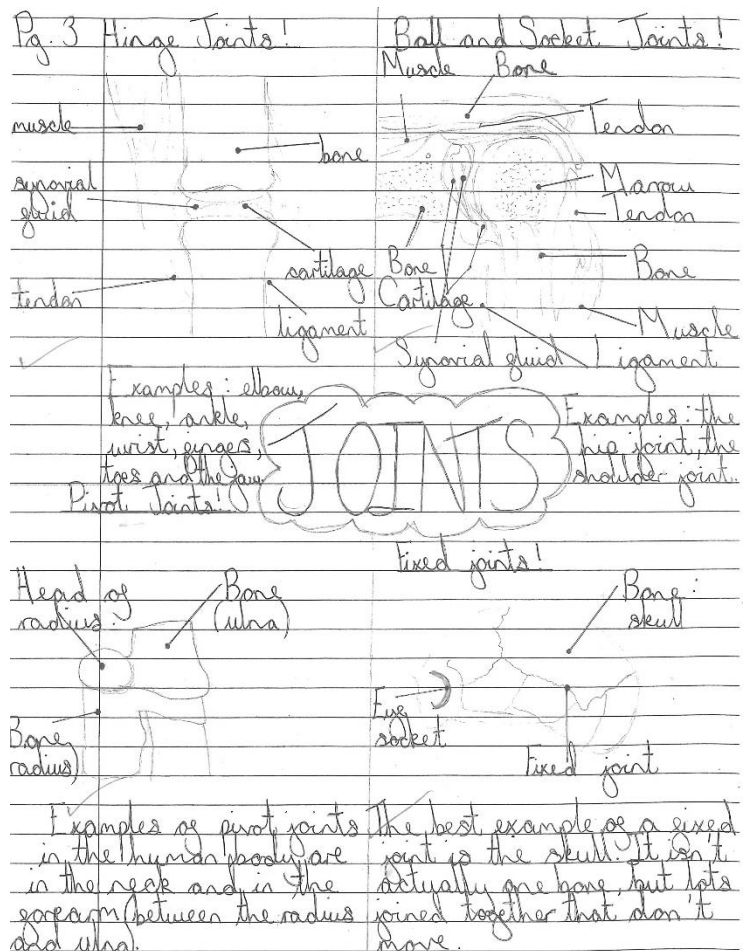 Pg. 3 Hinge Joints!
muscle
bone
synovial
fluid
cartilage
tendon
ligament
Ball and Socket Joints!
Muscle
Bone
Tendon
Marrow
Tendon
Bone
Bone
Cartilage
Muscle
Synovial fluid
Ligament
Examples: elbow,
knee, ankle,
wrist, fingers,
toes and the jaw.
JOINTS
Examples: the
hip joint, the
shoulder joint.
Pivot Joints!
Head of
radius:
Bone
(ulna)
Bone
radius)
Examples of pivot joints
in the human body are
in the neck and in the
forearm (between the radius
and ulna).
Fixed joints!
Bone:
skull
Eye
socket
Fixed joint
The best example of a fixed
joint is the skull. It isn't
actually one bone, but lots
joined together that don't
move.